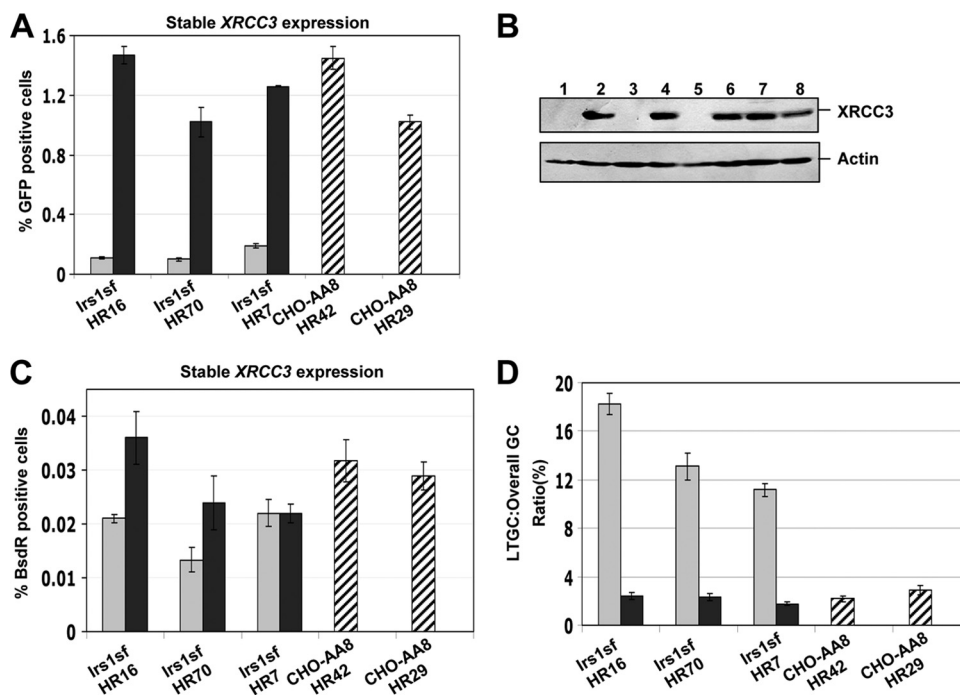 A
Stable XRCC3 expression
% GFP positive cells
1.6
1.2
0.8
0.4
0
Irs1sf HR16
Irs1sf HR70
Irs1sf HR7
CHO-AA8 HR42
CHO-AA8 HR29
B
1 2 3 4 5 6 7 8
XRCC3
Actin
C
Stable XRCC3 expression
% BsdR positive cells
0.04
0.03
0.02
0.01
0
Irs1sf HR16
Irs1sf HR70
Irs1sf HR7
CHO-AA8 HR42
CHO-AA8 HR29
D
LTGC:Overall GC
Ratio(%)
20
16
12
8
4
0
Irs1sf HR16
Irs1sf HR70
Irs1sf HR7
CHO-AA8 HR42
CHO-AA8 HR29